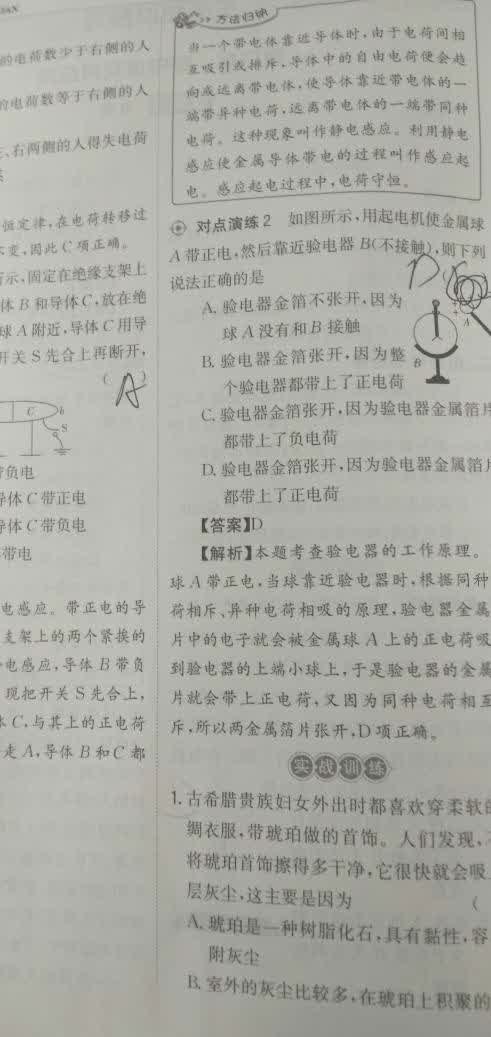 的电荷数少于右侧的人
的电荷数等于右侧的人
右两侧的人得失电荷
恒定律,在电荷转移过
变,因此C项正确。
示,固定在绝缘支架上
体B和导体C,放在绝
球A附近,导体C用导
开关S先合上再断开,
( A )
C b
S
负电
导体C带正电
导体C带负电
带电
电感应。带正电的导
支架上的两个紧挨的
电感应,导体B带负
现把开关S先合上,
体C,与其上的正电荷
走A,导体B和C都
方法归纳
当一个带电体靠近导体时,由于电荷间相
互吸引或排斥,导体中的自由电荷便会趋
向或远离带电体,使导体靠近带电体的一
端带异种电荷,远离带电体的一端带同种
电荷。这种现象叫作静电感应。利用静电
感应使金属导体带电的过程叫作感应起
电。感应起电过程中,电荷守恒。
对点演练2 如图所示,用起电机使金属球
A带正电,然后靠近验电器B(不接触),则下列
说法正确的是
D
A. 验电器金箔不张开,因为
球A没有和B接触
B. 验电器金箔张开,因为整
个验电器都带上了正电荷
A
B
C. 验电器金箔张开,因为验电器金属箔片
都带上了负电荷
D. 验电器金箔张开,因为验电器金属箔片
都带上了正电荷
【答案】D
【解析】本题考查验电器的工作原理。
球A带正电,当球靠近验电器时,根据同种
荷相斥、异种电荷相吸的原理,验电器金属
片中的电子就会被金属球A上的正电荷吸
到验电器的上端小球上,于是验电器的金属
片就会带上正电荷,又因为同种电荷相互
斥,所以两金属箔片张开,D项正确。
实战训练
1. 古希腊贵族妇女外出时都喜欢穿柔软的
绸衣服,带琥珀做的首饰。人们发现,
将琥珀首饰擦得多干净,它很快就会吸
层灰尘,这主要是因为 (
A. 琥珀是一种树脂化石,具有黏性,容
附灰尘
B. 室外的灰尘比较多,在琥珀上积聚的